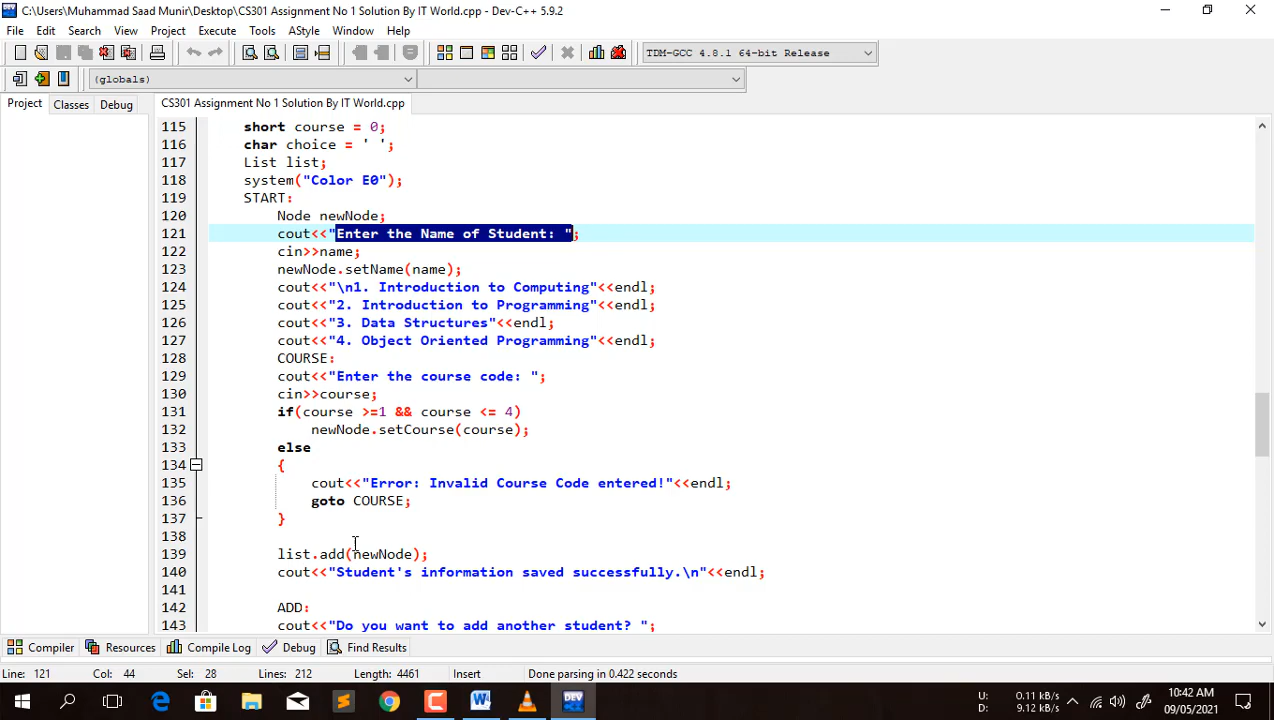 C:\Users\Muhammad Saad Munir\Desktop\CS301 Assignment No 1 Solution By IT World.cpp - Dev-C++ 5.9.2
File Edit Search View Project Execute Tools AStyle Window Help
TDM-GCC 4.8.1 64-bit Release
(globals)
Project Classes Debug CS301 Assignment No 1 Solution By IT World.cpp
115 short course = 0;
116 char choice = ' ';
117 List list;
118 system("Color E0");
119 START:
120 Node newNode;
121 cout<<"Enter the Name of Student: ";
122 cin>>name;
123 newNode.setName(name);
124 cout<<"\n1. Introduction to Computing"<<endl;
125 cout<<"2. Introduction to Programming"<<endl;
126 cout<<"3. Data Structures"<<endl;
127 cout<<"4. Object Oriented Programming"<<endl;
128 COURSE:
129 cout<<"Enter the course code: ";
130 cin>>course;
131 if(course >=1 && course <= 4)
132 newNode.setCourse(course);
133 else
134 {
135 cout<<"Error: Invalid Course Code entered!"<<endl;
136 goto COURSE;
137 }
138
139 list.add(newNode);
140 cout<<"Student's information saved successfully.\n"<<endl;
141
142 ADD:
143 cout<<"Do you want to add another student? ";
Compiler Resources Compile Log Debug Find Results
Line: 121 Col: 44 Sel: 28 Lines: 212 Length: 4461 Insert Done parsing in 0.422 seconds
U: 0.11 kB/s
D: 9.12 kB/s
10:42 AM
09/05/2021